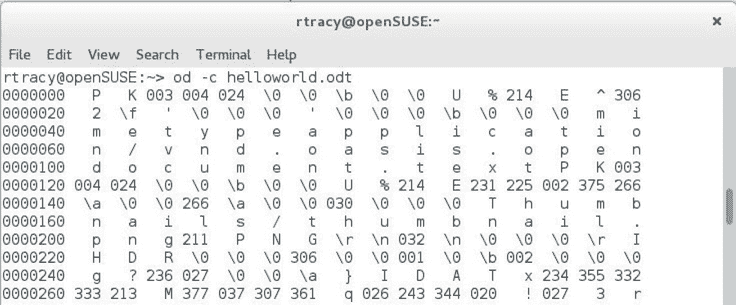 rtracy@openSUSE:~
File Edit View Search Terminal Help
rtracy@openSUSE:~> od -c helloworld.odt
0000000 P K 003 004 024 \0 \0 \b \0 \0 U % 214 E ^ 306
0000020 2 \f ' \0 \0 \0 ' \0 \0 \0 \b \0 \0 \0 m i
0000040 m e t y p e a p p l i c a t i o
0000060 n / v n d . o a s i s . o p e n
0000100 d o c u m e n t . t e x t P K 003
0000120 004 024 \0 \0 \b \0 \0 U % 214 E 231 225 002 375 266
0000140 \a \0 \0 266 \a \0 \0 030 \0 \0 \0 T h u m b
0000160 n a i l s / t h u m b n a i l .
0000200 p n g 211 P N G \r \n 032 \n \0 \0 \0 \r I
0000220 H D R \0 \0 \0 306 \0 \0 001 \0 \b 002 \0 \0 \0
0000240 g ? 236 027 \0 \0 \a } I D A T x 234 355 332
0000260 333 213 M 377 037 307 361 q 026 243 344 020 ! 027 3 r